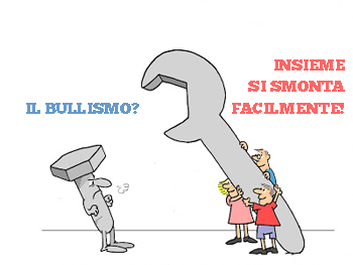 IL BULLISMO?
INSIEME
SI SMONTA
FACILMENTE!